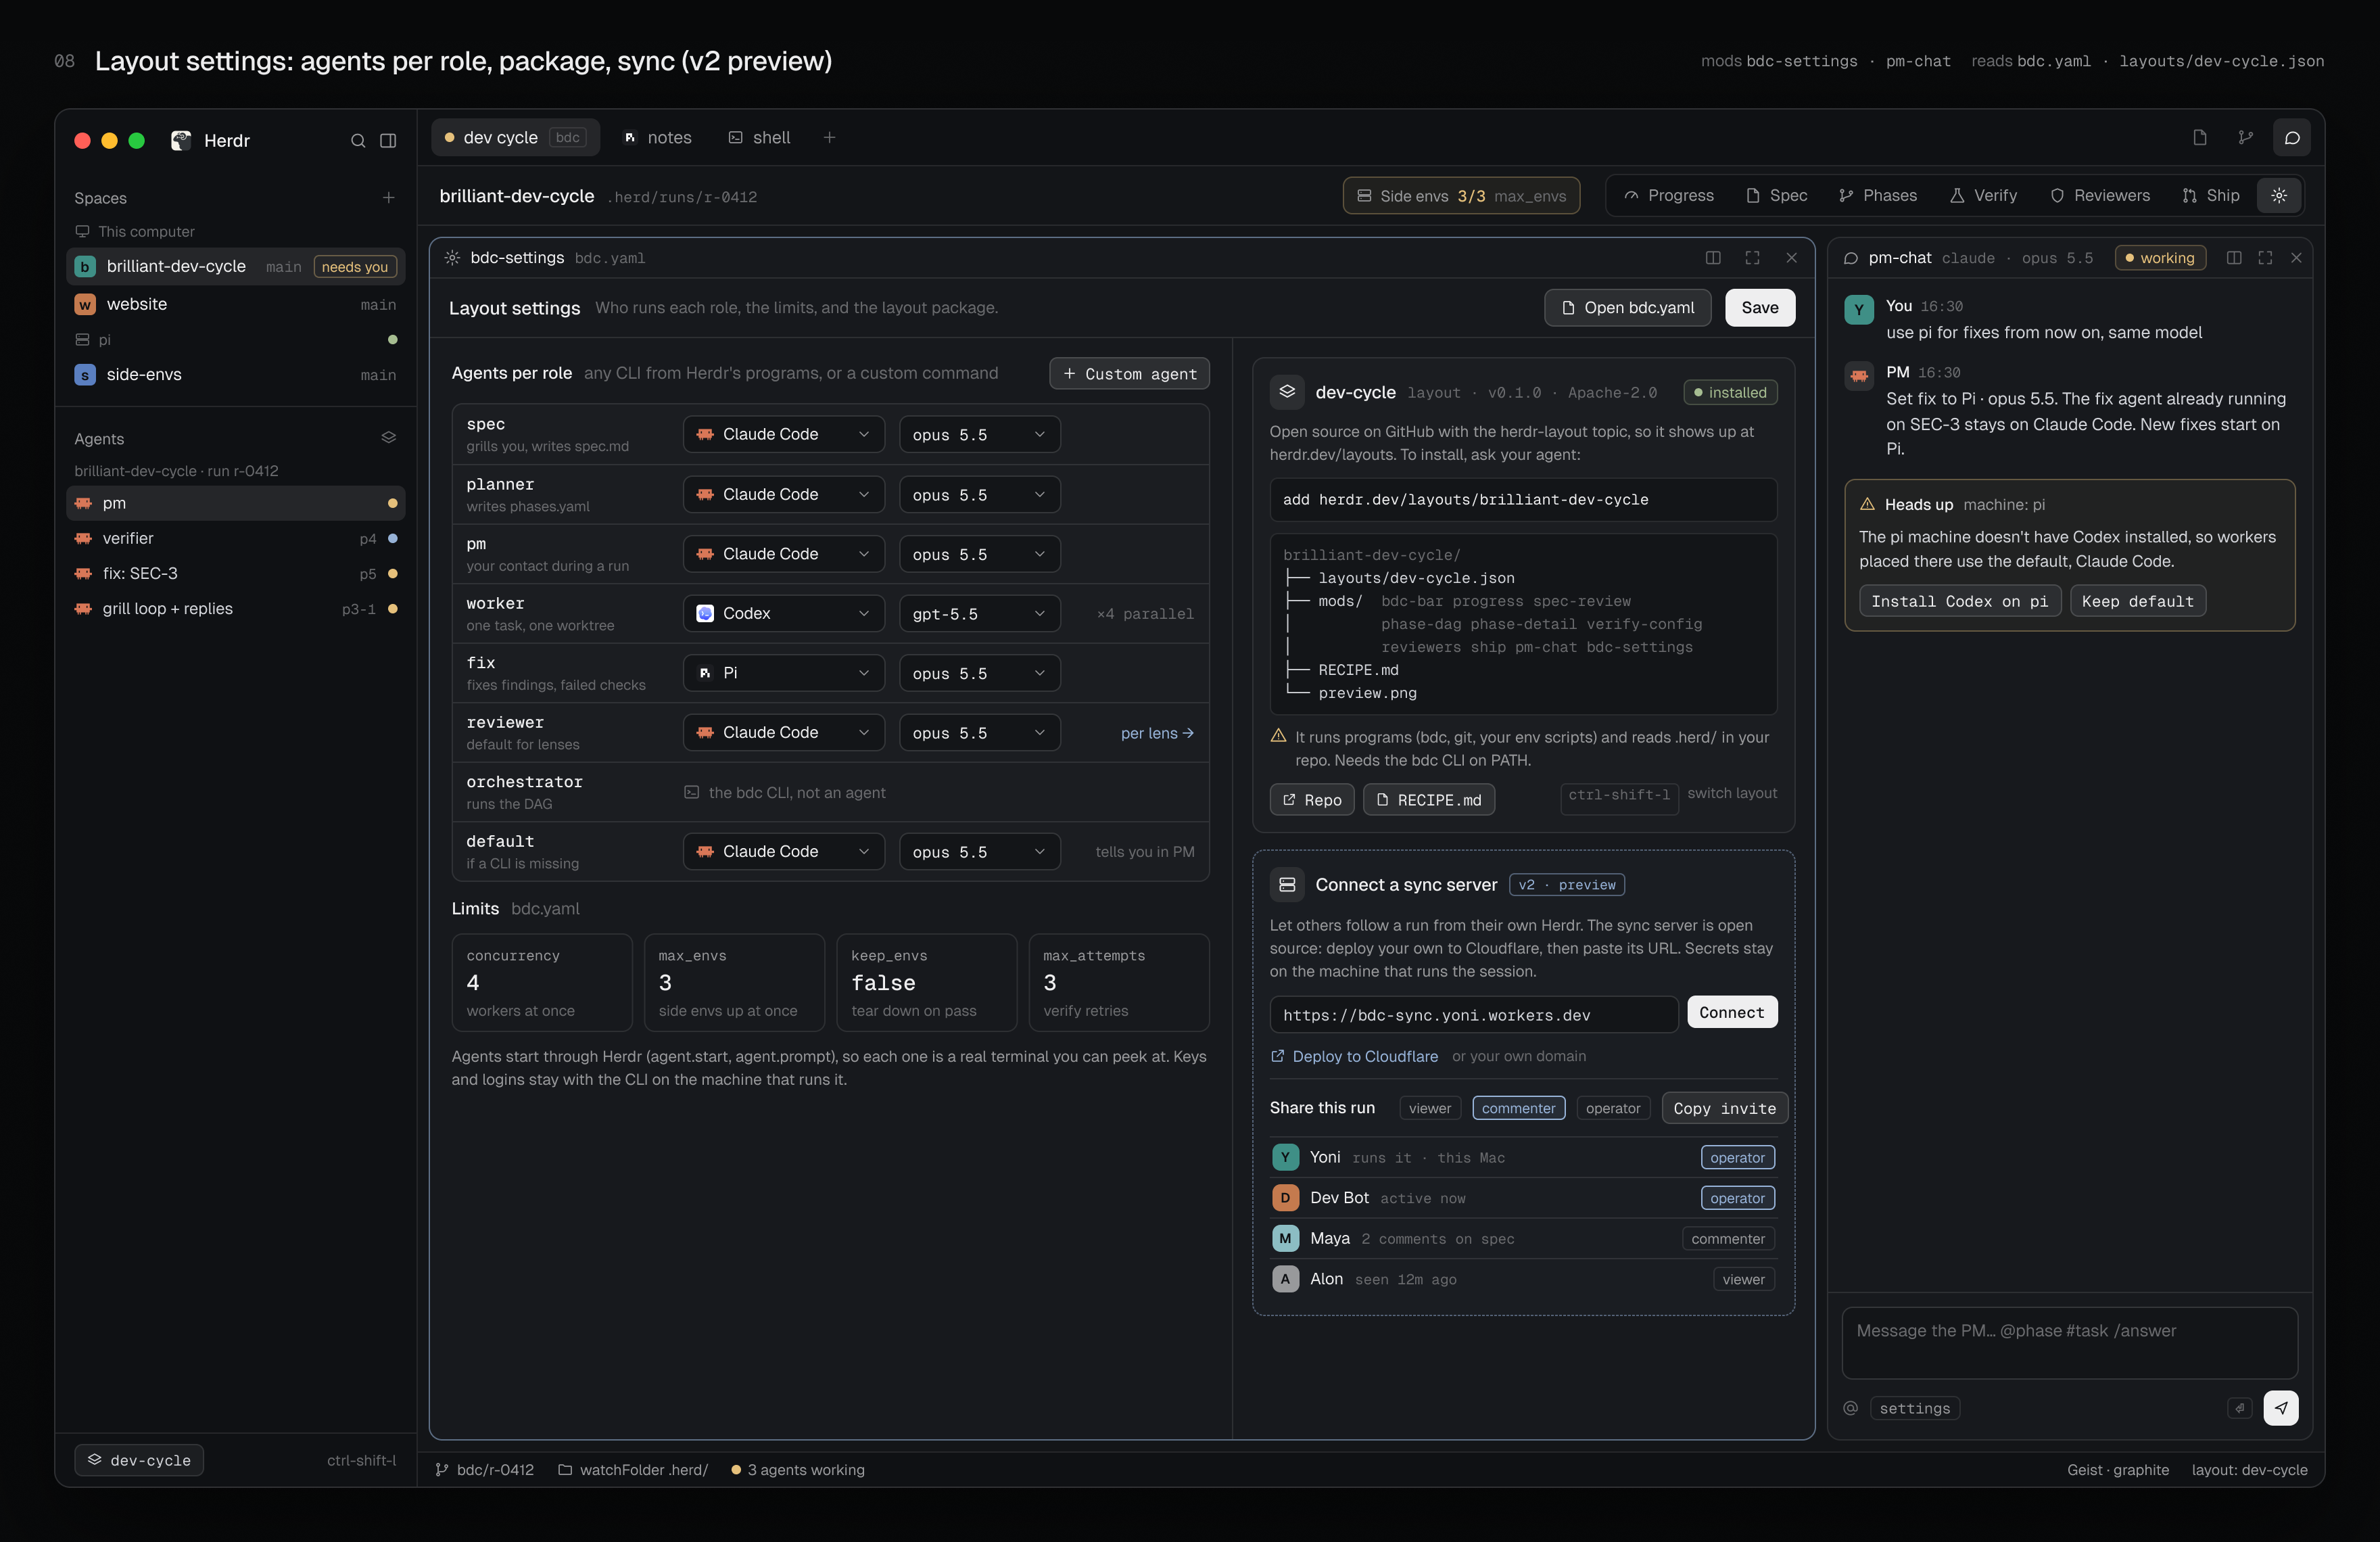 08 Layout settings: agents per role, package, sync (v2 preview)
mods bdc-settings · pm-chat reads bdc.yaml · layouts/dev-cycle.json
Herdr
Spaces
This computer
b brilliant-dev-cycle main needs you
w website main
pi
s side-envs main
Agents
brilliant-dev-cycle · run r-0412
pm
verifier p4
fix: SEC-3 p5
grill loop + replies p3-1
dev-cycle ctrl-shift-l
dev cycle bdc notes shell
brilliant-dev-cycle .herd/runs/r-0412
Side envs 3/3 max_envs
Progress Spec Phases Verify Reviewers Ship
bdc-settings bdc.yaml
Layout settings Who runs each role, the limits, and the layout package.
Open bdc.yaml Save
Agents per role any CLI from Herdr's programs, or a custom command + Custom agent
spec Claude Code opus 5.5
grills you, writes spec.md
planner Claude Code opus 5.5
writes phases.yaml
pm Claude Code opus 5.5
your contact during a run
worker Codex gpt-5.5 ×4 parallel
one task, one worktree
fix Pi opus 5.5
fixes findings, failed checks
reviewer Claude Code opus 5.5 per lens →
default for lenses
orchestrator the bdc CLI, not an agent
runs the DAG
default Claude Code opus 5.5 tells you in PM
if a CLI is missing
Limits bdc.yaml
concurrency
4
workers at once
max_envs
3
side envs up at once
keep_envs
false
tear down on pass
max_attempts
3
verify retries
Agents start through Herdr (agent.start, agent.prompt), so each one is a real terminal you can peek at. Keys
and logins stay with the CLI on the machine that runs it.
dev-cycle layout · v0.1.0 · Apache-2.0 installed
Open source on GitHub with the herdr-layout topic, so it shows up at
herdr.dev/layouts. To install, ask your agent:
add herdr.dev/layouts/brilliant-dev-cycle
brilliant-dev-cycle/
├── layouts/dev-cycle.json
├── mods/ bdc-bar progress spec-review
│ phase-dag phase-detail verify-config
│ reviewers ship pm-chat bdc-settings
├── RECIPE.md
└── preview.png
It runs programs (bdc, git, your env scripts) and reads .herd/ in your
repo. Needs the bdc CLI on PATH.
Repo RECIPE.md ctrl-shift-l switch layout
Connect a sync server v2 · preview
Let others follow a run from their own Herdr. The sync server is open
source: deploy your own to Cloudflare, then paste its URL. Secrets stay
on the machine that runs the session.
https://bdc-sync.yoni.workers.dev Connect
Deploy to Cloudflare or your own domain
Share this run viewer commenter operator Copy invite
Y Yoni runs it · this Mac operator
D Dev Bot active now operator
M Maya 2 comments on spec commenter
A Alon seen 12m ago viewer
pm-chat claude · opus 5.5 working
Y You 16:30
use pi for fixes from now on, same model
PM 16:30
Set fix to Pi · opus 5.5. The fix agent already running
on SEC-3 stays on Claude Code. New fixes start on
Pi.
Heads up machine: pi
The pi machine doesn't have Codex installed, so workers
placed there use the default, Claude Code.
Install Codex on pi Keep default
Message the PM… @phase #task /answer
@ settings
bdc/r-0412 watchFolder .herd/ 3 agents working
Geist · graphite layout: dev-cycle